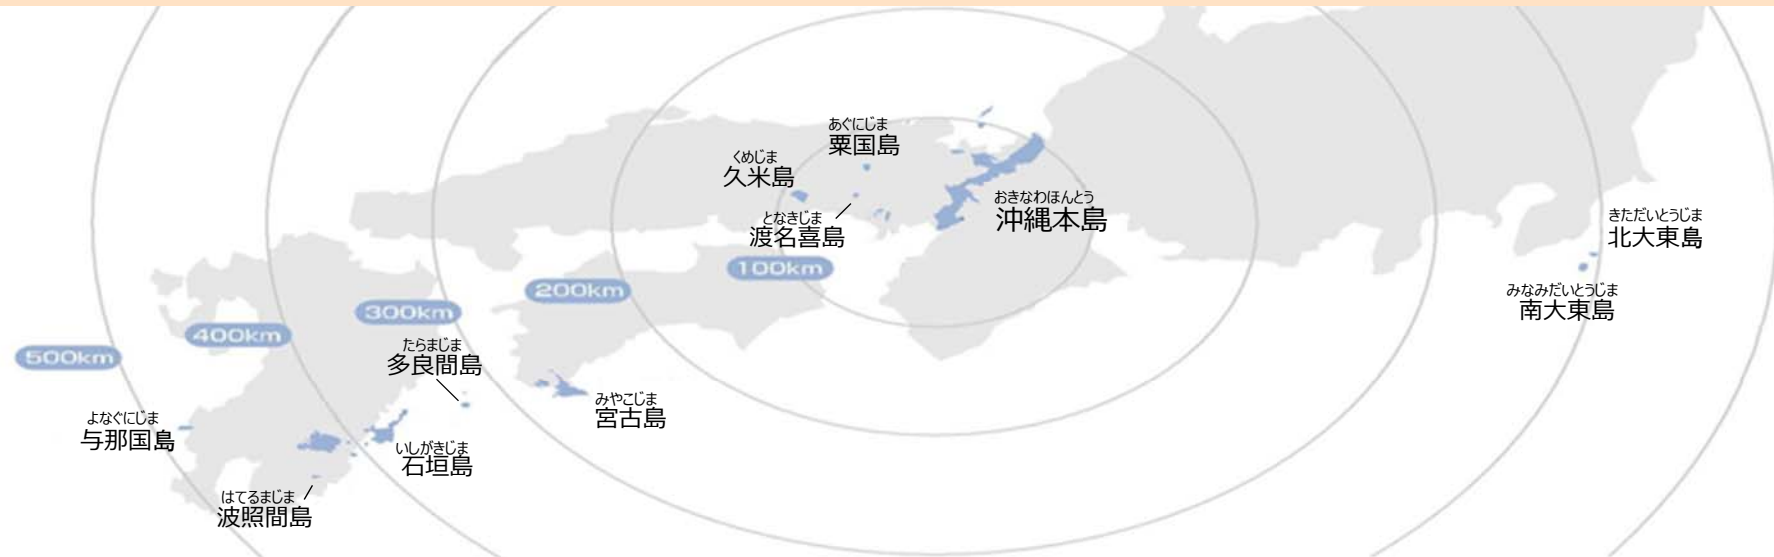 あぐにじま
粟国島
くめじま
久米島
となきじま
渡名喜島
おきなわほんとう
沖縄本島
きただいとうじま
北大東島
みなみだいとうじま
南大東島
100km
200km
300km
400km
500km
たらまじま
多良間島
みやこじま
宮古島
よなぐにじま
与那国島
いしがきじま
石垣島
はてるまじま
波照間島